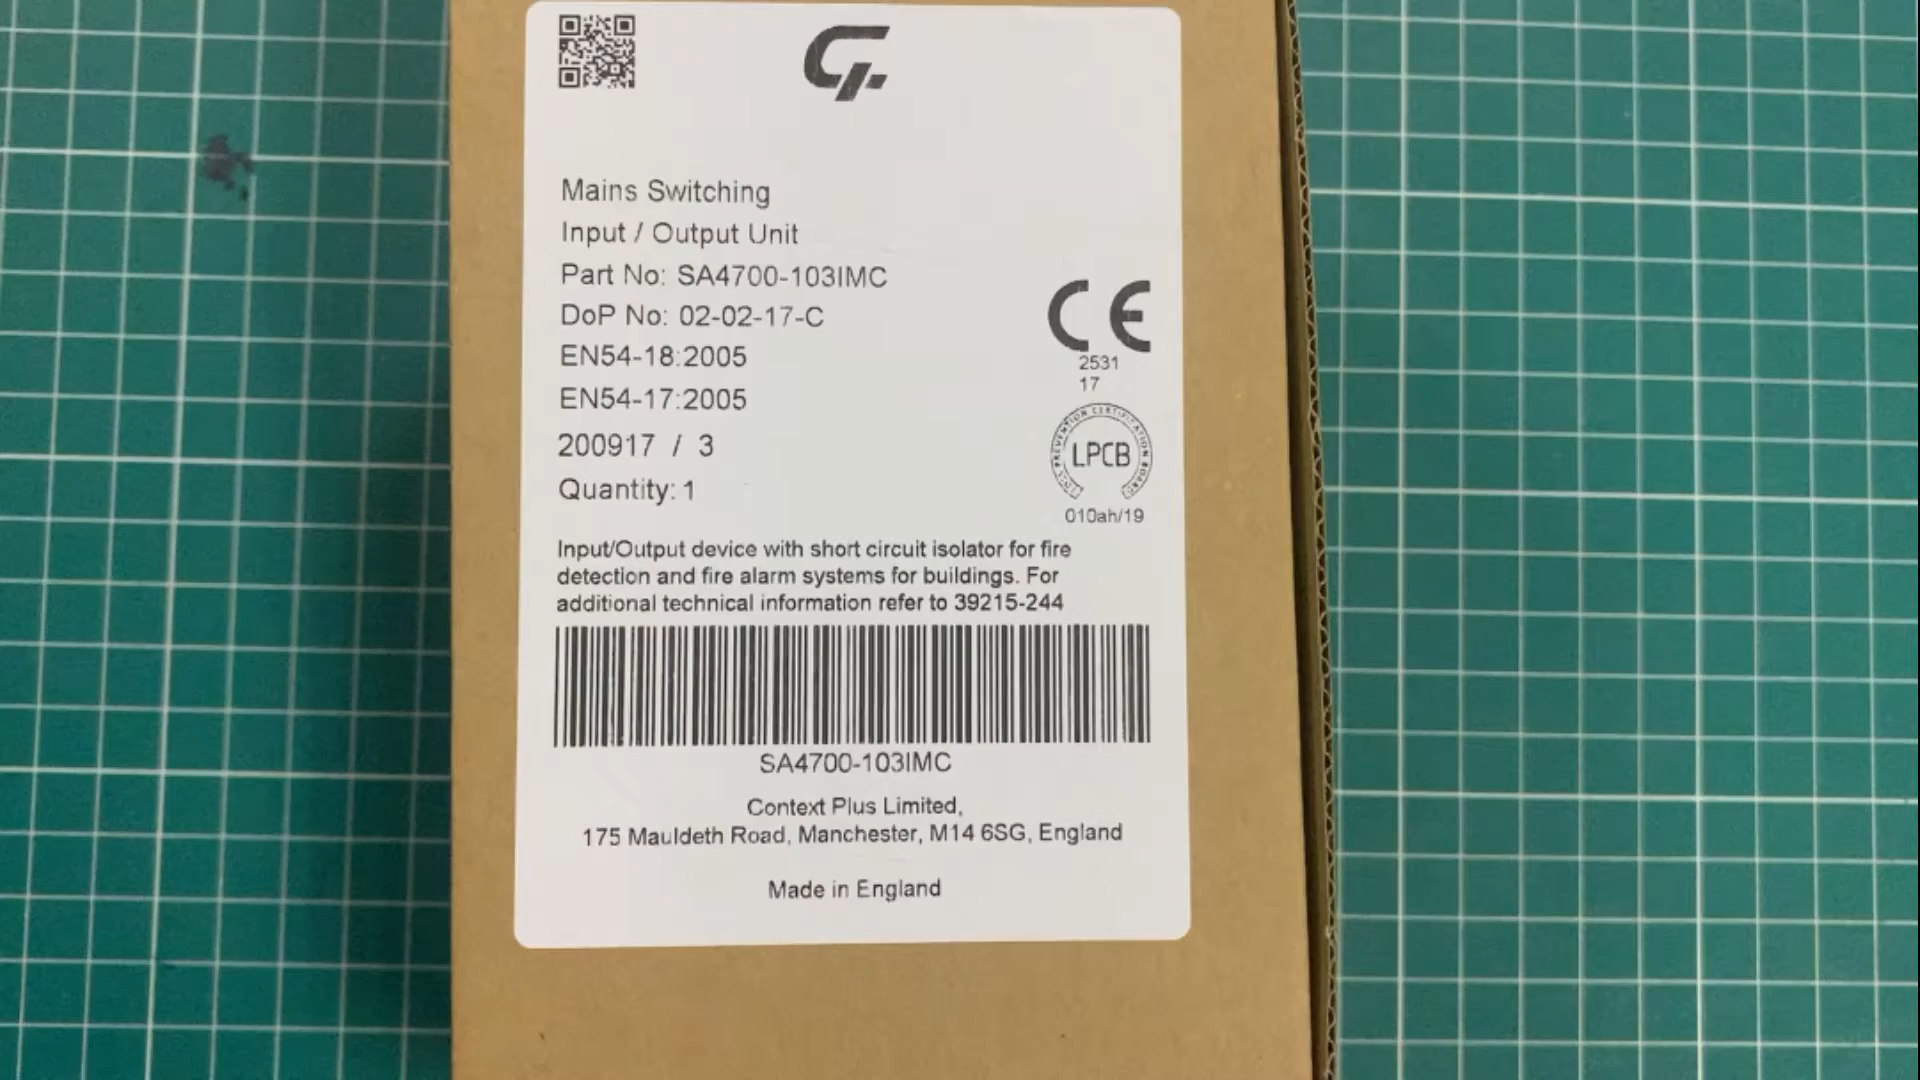 Mains Switching
Input / Output Unit
Part No: SA4700-103IMC
DoP No: 02-02-17-C
EN54-18:2005
EN54-17:2005
200917 / 3
Quantity: 1
CE
2531
17
PREVENTION CERTIFICATION BOARD
LPCB
010ah/19
Input/Output device with short circuit isolator for fire
detection and fire alarm systems for buildings. For
additional technical information refer to 39215-244
SA4700-103IMC
Context Plus Limited,
175 Mauldeth Road, Manchester, M14 6SG, England
Made in England